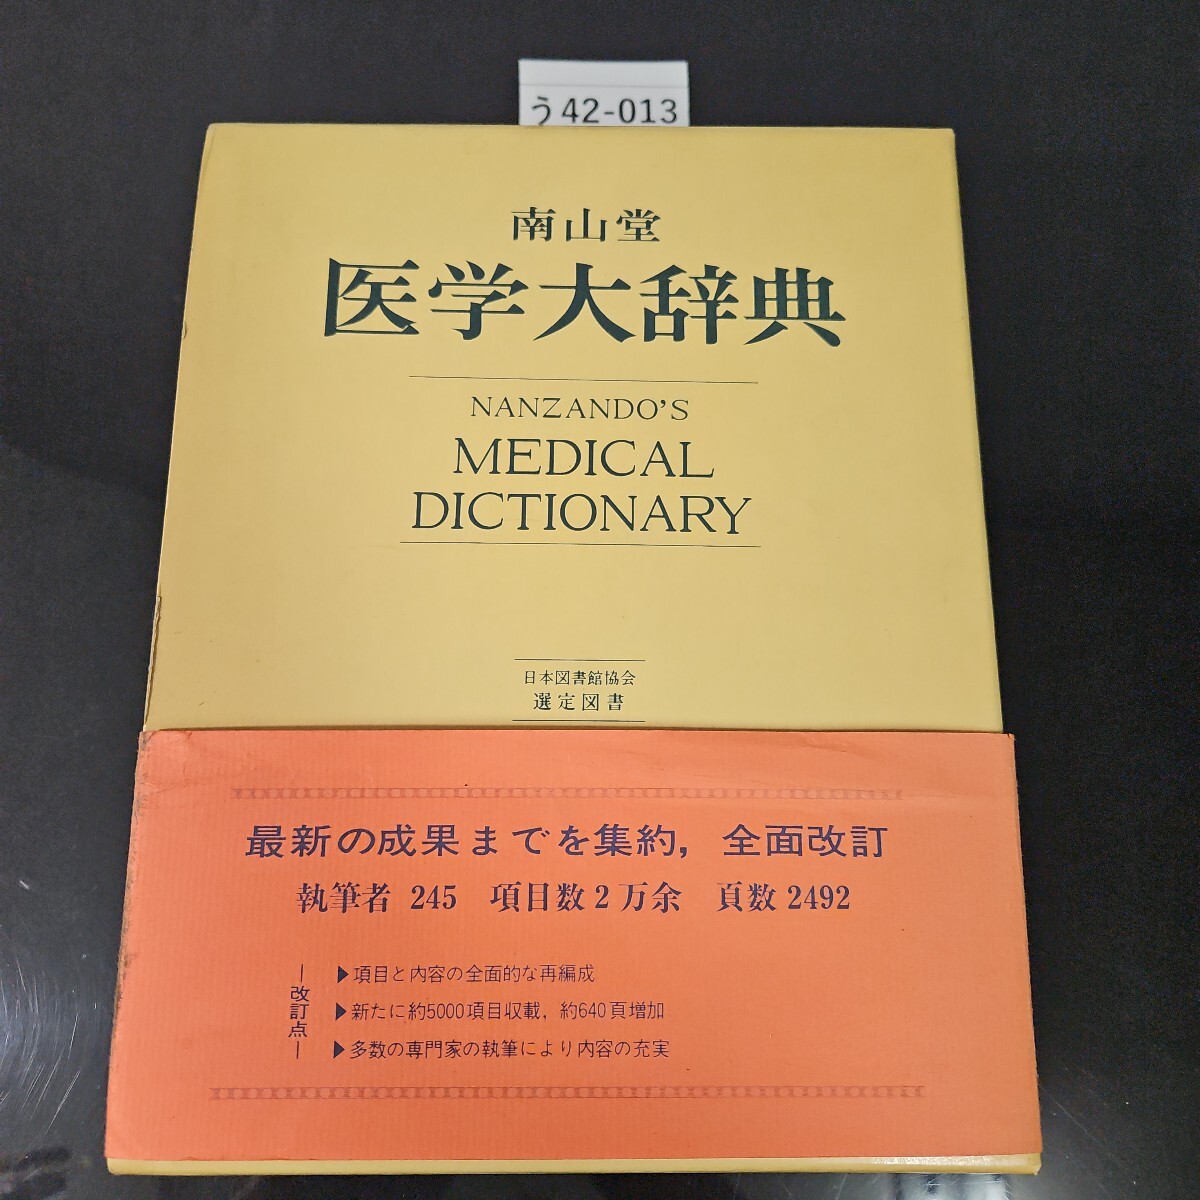 う42-013
南山堂
医学大辞典
NANZANDO'S
MEDICAL
DICTIONARY
日本図書館協会
選定図書
最新の成果までを集約，全面改訂
執筆者 245 項目数2万余 頁数2492
―改訂点―
▶項目と内容の全面的な再編成
▶新たに約5000項目収載，約640頁増加
▶多数の専門家の執筆により内容の充実